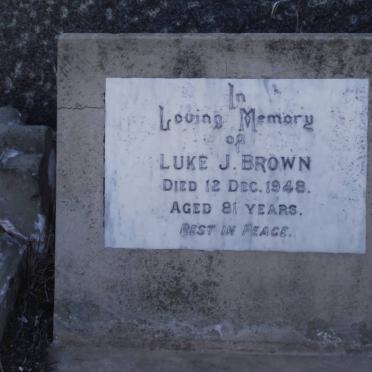 In
Loving Memory
of
LUKE J. BROWN
DIED 12 DEC. 1948.
AGED 81 YEARS.
REST IN PEACE.